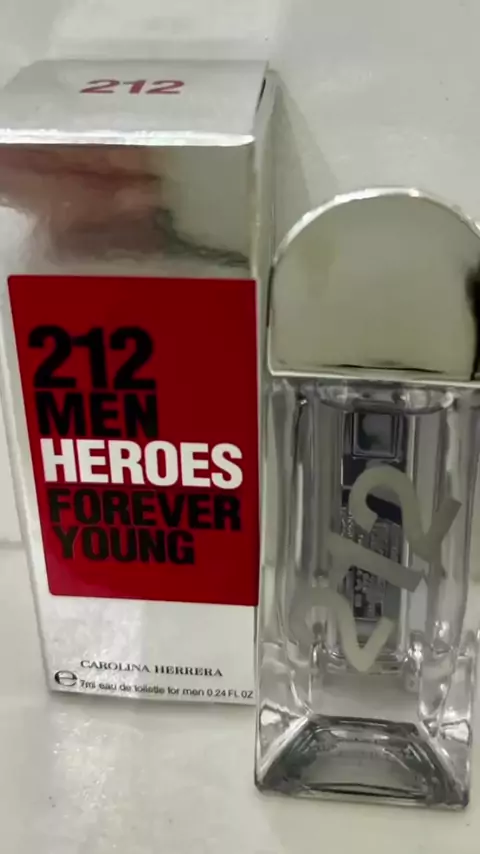 212
212
MEN
HEROES
FOREVER
YOUNG
CAROLINA HERRERA
℮ 7ml eau de toilette for men 0.24 FL OZ
212